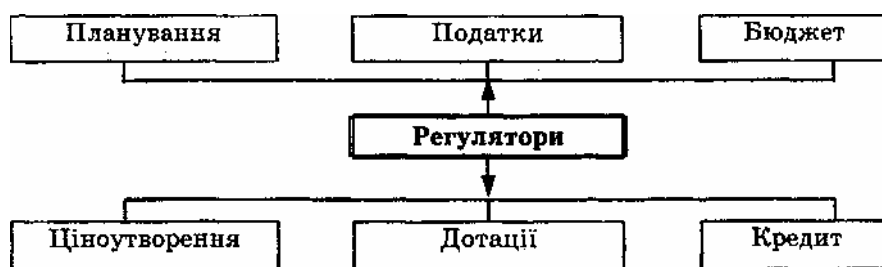 Планування
Податки
Бюджет
Регулятори
Ціноутворення
Дотації
Кредит